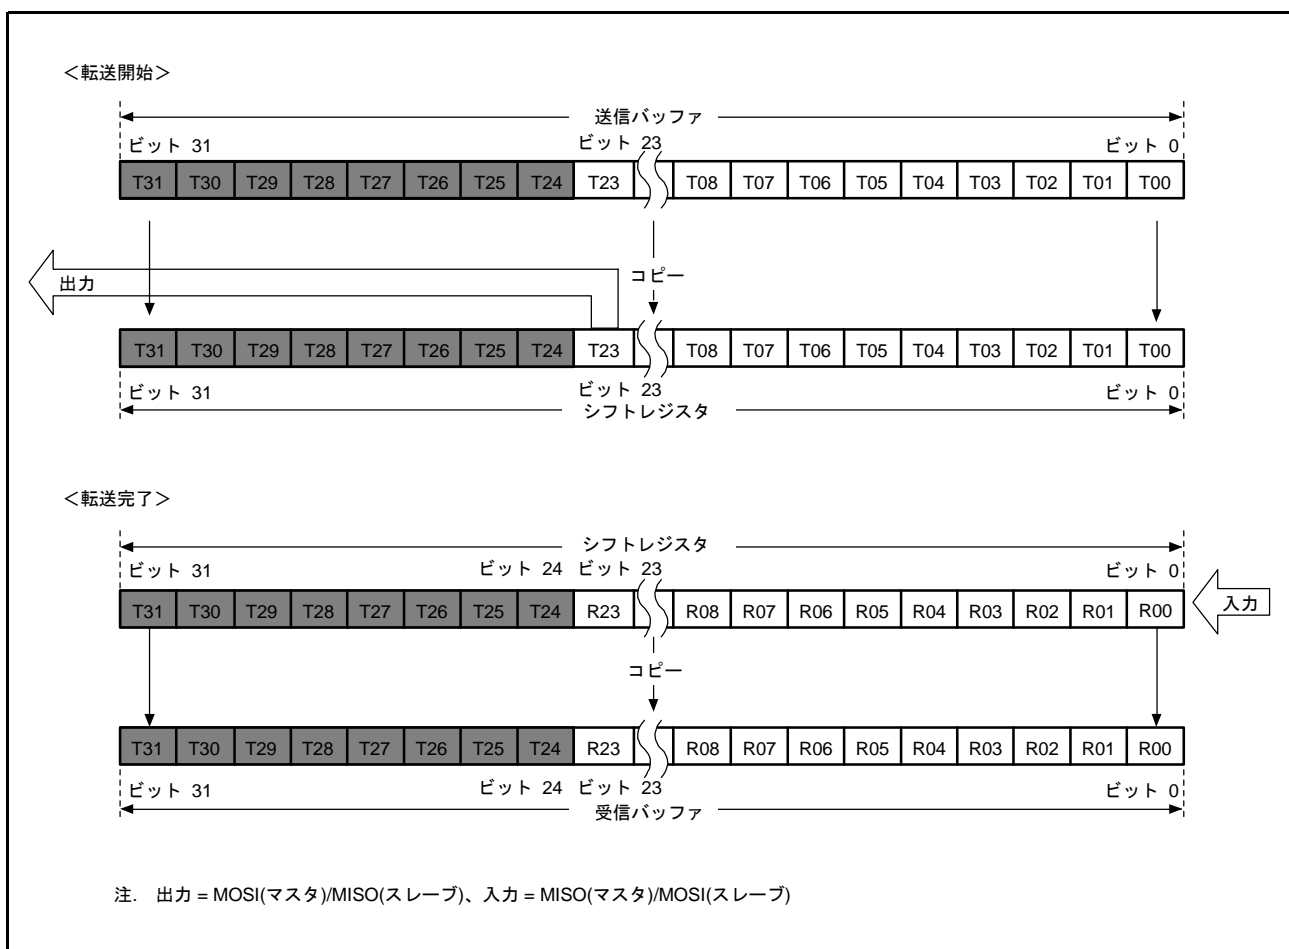 ＜転送開始＞
送信バッファ
ビット 31 ビット 23 ビット 0
T31 T30 T29 T28 T27 T26 T25 T24 T23 T08 T07 T06 T05 T04 T03 T02 T01 T00
コピー
出力
T31 T30 T29 T28 T27 T26 T25 T24 T23 T08 T07 T06 T05 T04 T03 T02 T01 T00
ビット 31 ビット 23 ビット 0
シフトレジスタ
＜転送完了＞
シフトレジスタ
ビット 31 ビット 24 ビット 23 ビット 0
T31 T30 T29 T28 T27 T26 T25 T24 R23 R08 R07 R06 R05 R04 R03 R02 R01 R00
入力
コピー
T31 T30 T29 T28 T27 T26 T25 T24 R23 R08 R07 R06 R05 R04 R03 R02 R01 R00
ビット 31 ビット 24 ビット 23 ビット 0
受信バッファ
注. 出力 = MOSI(マスタ)/MISO(スレーブ)、入力 = MISO(マスタ)/MOSI(スレーブ)